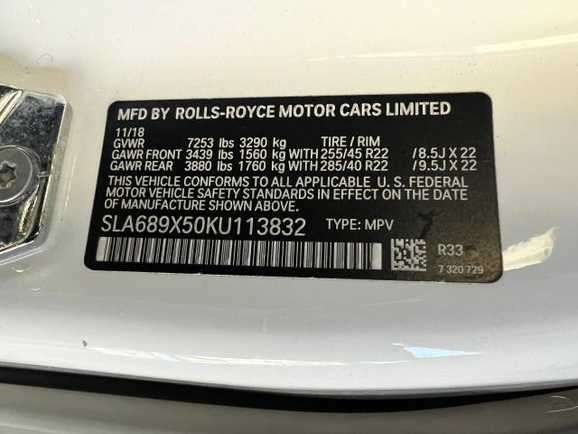 MFD BY ROLLS-ROYCE MOTOR CARS LIMITED
11/18
GVWR 7253 lbs 3290 kg TIRE / RIM
GAWR FRONT 3439 lbs 1560 kg WITH 255/45 R22 /8.5J X 22
GAWR REAR 3880 lbs 1760 kg WITH 285/40 R22 /9.5J X 22
THIS VEHICLE CONFORMS TO ALL APPLICABLE U. S. FEDERAL
MOTOR VEHICLE SAFETY STANDARDS IN EFFECT ON THE DATE
OF MANUFACTURE SHOWN ABOVE.
SLA689X50KU113832 TYPE: MPV
R33
7 320 729